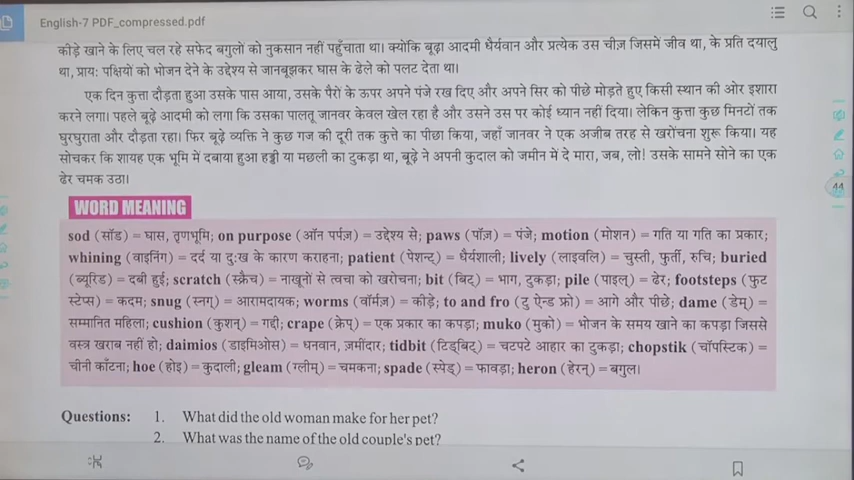 English-7 PDF_compressed.pdf
कीड़े खाने के लिए चल रहे सफेद बगुलों को नुकसान नहीं पहुँचाता था। क्योंकि बूढ़ा आदमी धैर्यवान और प्रत्येक उस चीज़ जिसमें जीव था, के प्रति दयालु
था, प्राय: पक्षियों को भोजन देने के उद्देश्य से जानबूझकर घास के ढेले को पलट देता था।
एक दिन कुत्ता दौड़ता हुआ उसके पास आया, उसके पैरों के ऊपर अपने पंजे रख दिए और अपने सिर को पीछे मोड़ते हुए किसी स्थान की ओर इशारा
करने लगा। पहले बूढ़े आदमी को लगा कि उसका पालतू जानवर केवल खेल रहा है और उसने उस पर कोई ध्यान नहीं दिया। लेकिन कुत्ता कुछ मिनटों तक
घुरघुराता और दौड़ता रहा। फिर बूढ़े व्यक्ति ने कुछ गज की दूरी तक कुत्ते का पीछा किया, जहाँ जानवर ने एक अजीब तरह से खरोंचना शुरू किया। यह
सोचकर कि शायह एक भूमि में दबाया हुआ हड्डी या मछली का टुकड़ा था, बूढ़े ने अपनी कुदाल को जमीन में दे मारा, जब, लो! उसके सामने सोने का एक
ढेर चमक उठा।
44
WORD MEANING
sod (सॉड) = घास, तृणभूमि; on purpose (ऑन पर्पज़) = उद्देश्य से; paws (पॉज़) = पंजे; motion (मोशन) = गति या गति का प्रकार;
whining (वाइनिंग) = दर्द या दु:ख के कारण कराहना; patient (पेशन्ट्) = धैर्यशाली; lively (लाइवलि) = चुस्ती, फुर्ती, रुचि; buried
(ब्यूरिड) = दबी हुई; scratch (स्क्रैच) = नाखूनों से त्वचा को खरोचना; bit (बिट्) = भाग, टुकड़ा; pile (पाइल्) = ढेर; footsteps (फुट
स्टेप्स) = कदम; snug (स्नग्) = आरामदायक; worms (वॉर्मज़) = कीड़े; to and fro (टु ऐन्ड फ्रो) = आगे और पीछे; dame (डेम्) =
सम्मानित महिला; cushion (कुशन्) = गद्दी; crape (क्रेप्) = एक प्रकार का कपड़ा; muko (मुको) = भोजन के समय खाने का कपड़ा जिससे
वस्त्र खराब नहीं हो; daimios (डाइमिओस) = धनवान, ज़मींदार; tidbit (टिड्बिट्) = चटपटे आहार का टुकड़ा; chopstik (चॉपस्टिक) =
चीनी काँटना; hoe (होइ) = कुदाली; gleam (ग्लीम्) = चमकना; spade (स्पेड्) = फावड़ा; heron (हेरन्) = बगुल।
Questions: 1. What did the old woman make for her pet?
2. What was the name of the old couple's pet?